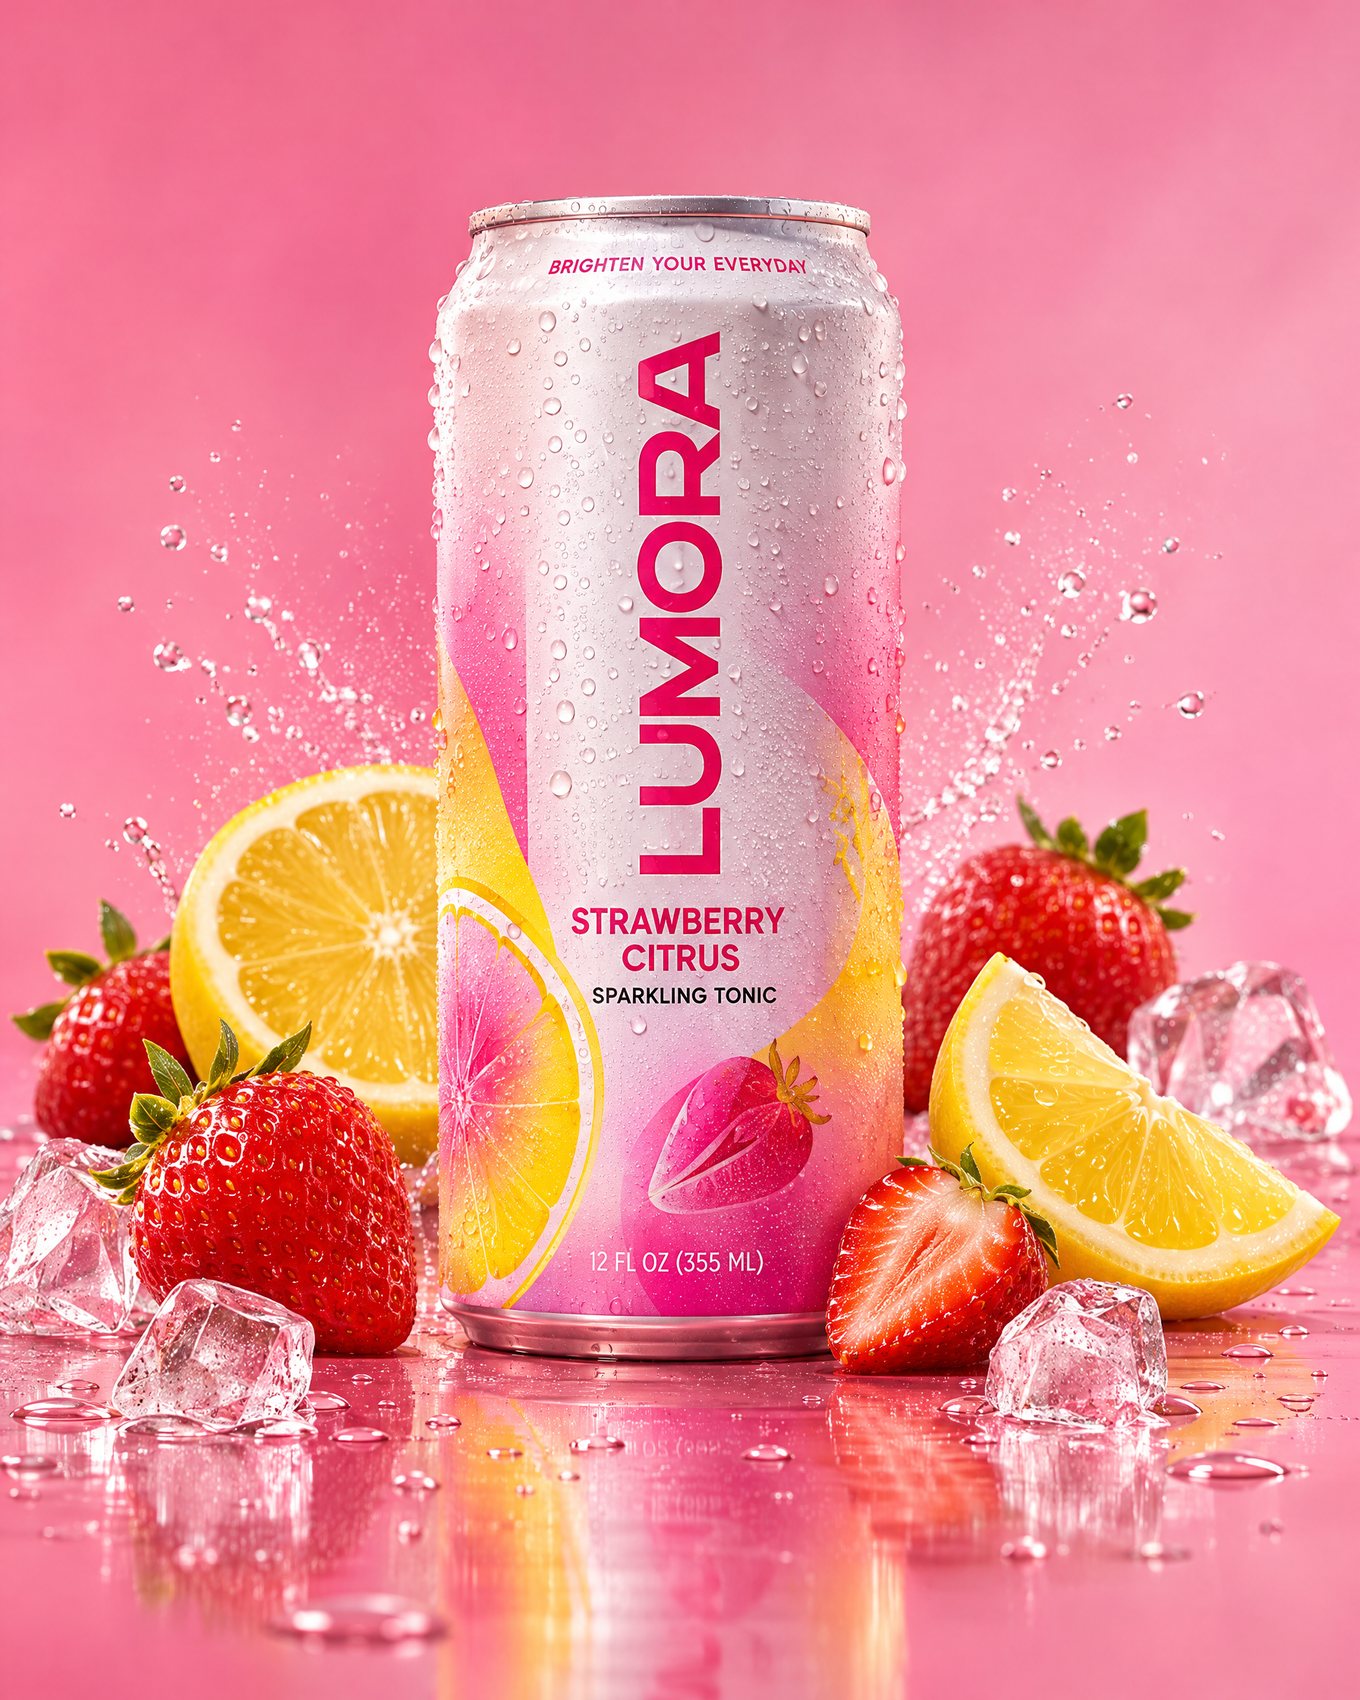 BRIGHTEN YOUR EVERYDAY
LUMORA
STRAWBERRY
CITRUS
SPARKLING TONIC
12 FL OZ (355 ML)